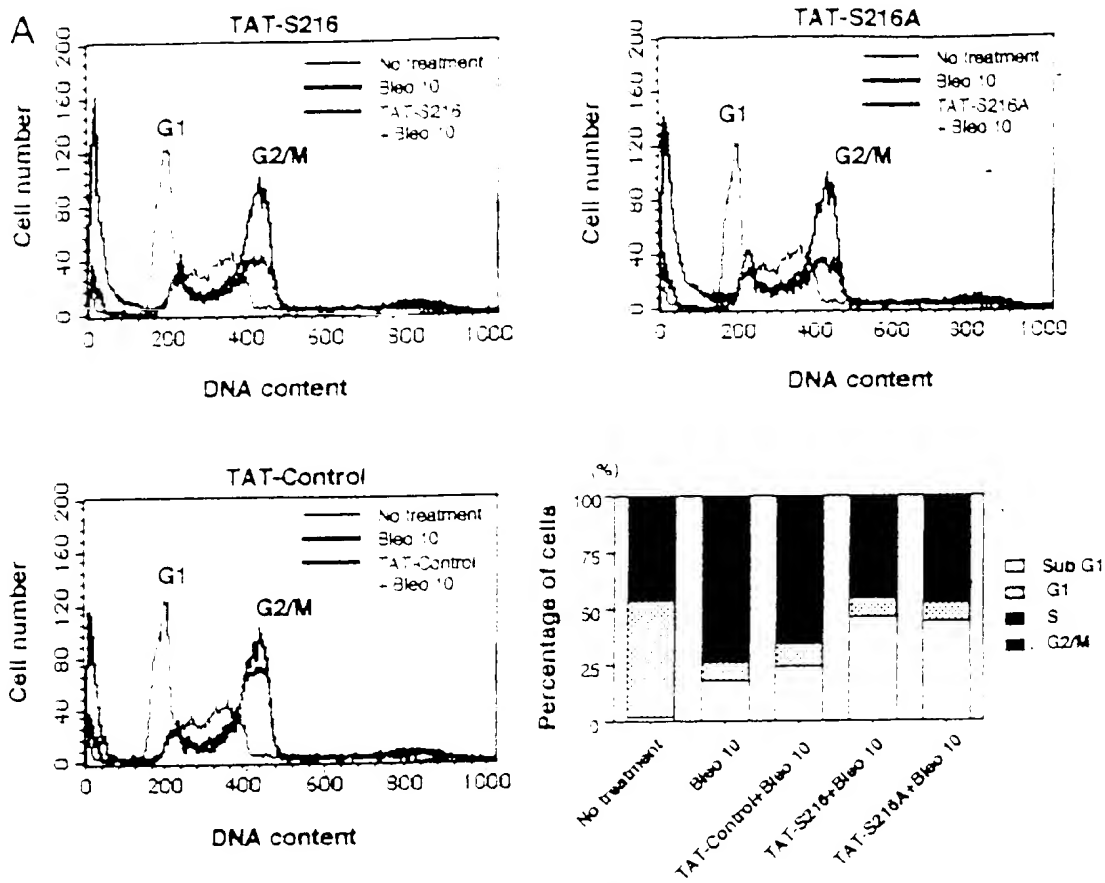 A
TAT-S216
No treatment
Bleo 10
TAT-S216
- Bleo 10
G1
G2/M
Cell number
0 40 80 120 160 200
0 200 400 600 800 1000
DNA content
TAT-S216A
No treatment
Bleo 10
TAT-S216A
- Bleo 10
G1
G2/M
Cell number
0 40 80 120 160 200
0 200 400 600 800 1000
DNA content
TAT-Control
No treatment
Bleo 10
TAT-Control
- Bleo 10
G1
G2/M
Cell number
0 40 80 120 160 200
0 200 400 600 800 1000
DNA content
(%)
Percentage of cells
100
75
50
25
0
Sub G1
G1
S
G2/M
No treatment
Bleo 10
TAT-Control+Bleo 10
TAT-S216+Bleo 10
TAT-S216A+Bleo 10